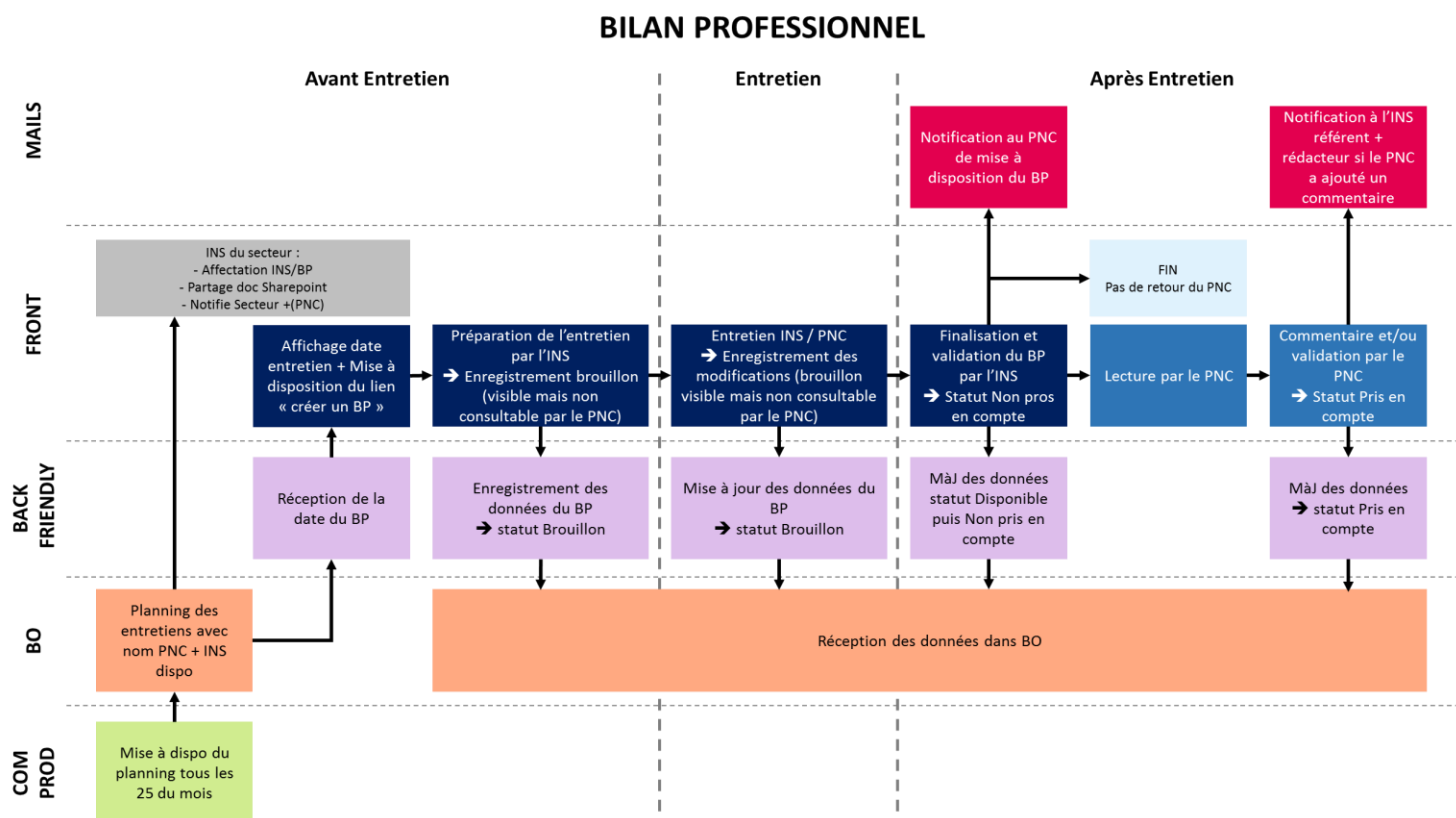 BILAN PROFESSIONNEL
Avant Entretien
Entretien
Après Entretien
MAILS
Notification au PNC
de mise à
disposition du BP
Notification à l'INS
référent +
rédacteur si le PNC
a ajouté un
commentaire
FRONT
INS du secteur :
- Affectation INS/BP
- Partage doc Sharepoint
- Notifie Secteur +(PNC)
FIN
Pas de retour du PNC
Affichage date
entretien + Mise à
disposition du lien
« créer un BP »
Préparation de l'entretien
par l'INS
➔ Enregistrement brouillon
(visible mais non
consultable par le PNC)
Entretien INS / PNC
➔ Enregistrement des
modifications (brouillon
visible mais non consultable
par le PNC)
Finalisation et
validation du BP
par l'INS
➔ Statut Non pros
en compte
Lecture par le PNC
Commentaire et/ou
validation par le
PNC
➔ Statut Pris en
compte
BACK
FRIENDLY
Réception de la
date du BP
Enregistrement des
données du BP
➔ statut Brouillon
Mise à jour des données du
BP
➔ statut Brouillon
MàJ des données
statut Disponible
puis Non pris en
compte
MàJ des données
➔ statut Pris en
compte
BO
Planning des
entretiens avec
nom PNC + INS
dispo
Réception des données dans BO
COM
PROD
Mise à dispo du
planning tous les
25 du mois